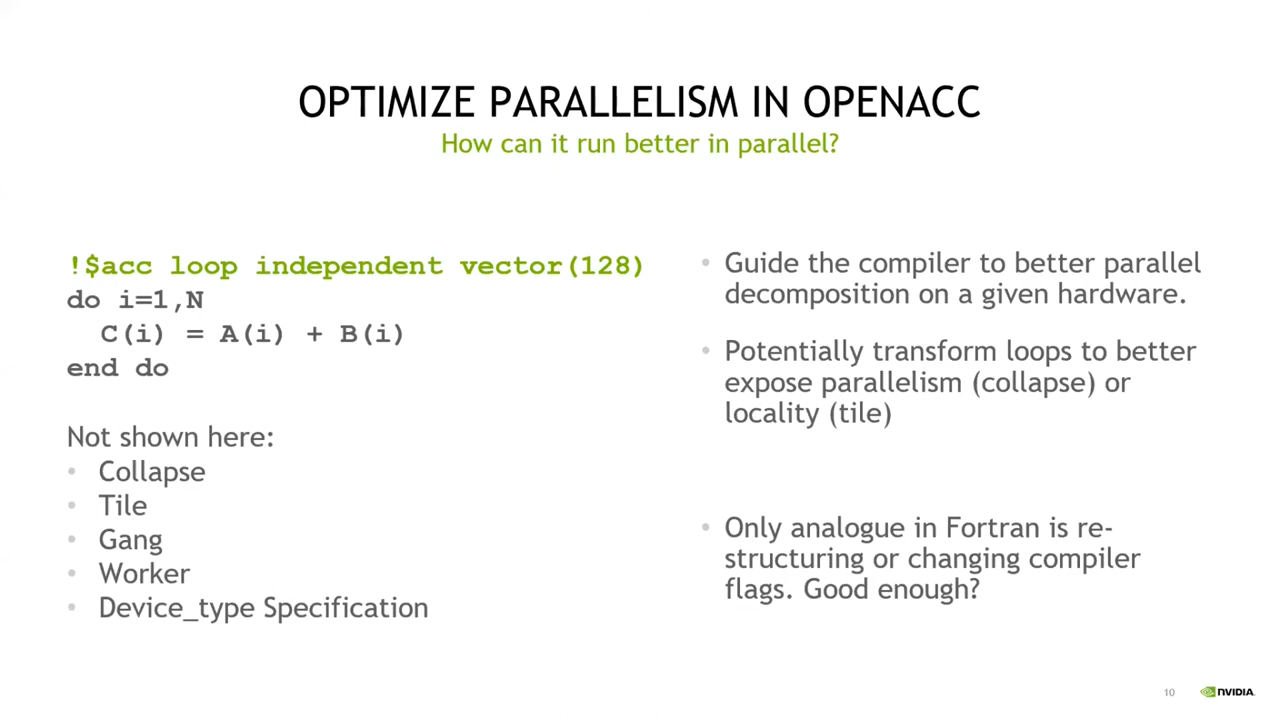 OPTIMIZE PARALLELISM IN OPENACC
How can it run better in parallel?
!$acc loop independent vector(128)
do i=1,N
  C(i) = A(i) + B(i)
end do
Not shown here:
• Collapse
• Tile
• Gang
• Worker
• Device_type Specification
• Guide the compiler to better parallel
decomposition on a given hardware.
• Potentially transform loops to better
expose parallelism (collapse) or
locality (tile)
• Only analogue in Fortran is re-
structuring or changing compiler
flags. Good enough?
10
NVIDIA.